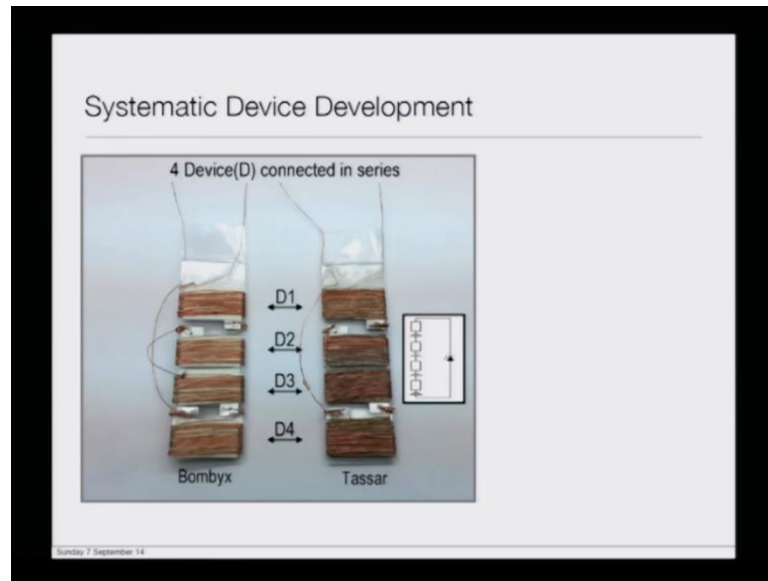 Systematic Device Development
4 Device(D) connected in series
D1
D2
D3
D4
Bombyx
Tassar
Sunday 7 September 14